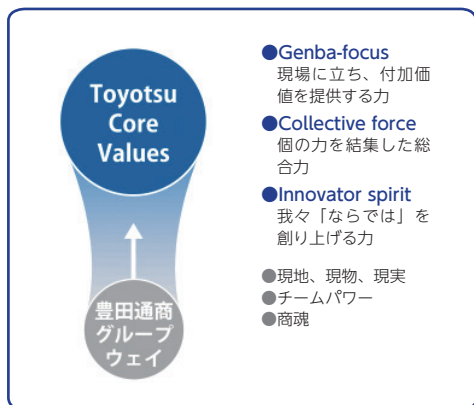 Toyotsu
Core
Values
豊田通商
グループ
ウェイ
●Genba-focus
現場に立ち、付加価
値を提供する力
●Collective force
個の力を結集した総
合力
●Innovator spirit
我々「ならでは」を
創り上げる力
●現地、現物、現実
●チームパワー
●商魂